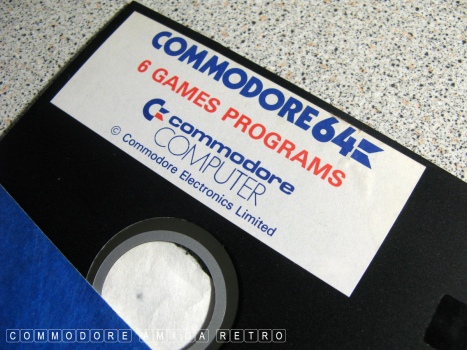 COMMODORE 64
6 GAMES PROGRAMS
commodore
COMPUTER
© Commodore Electronics Limited
COMMODORE AMIGA RETRO